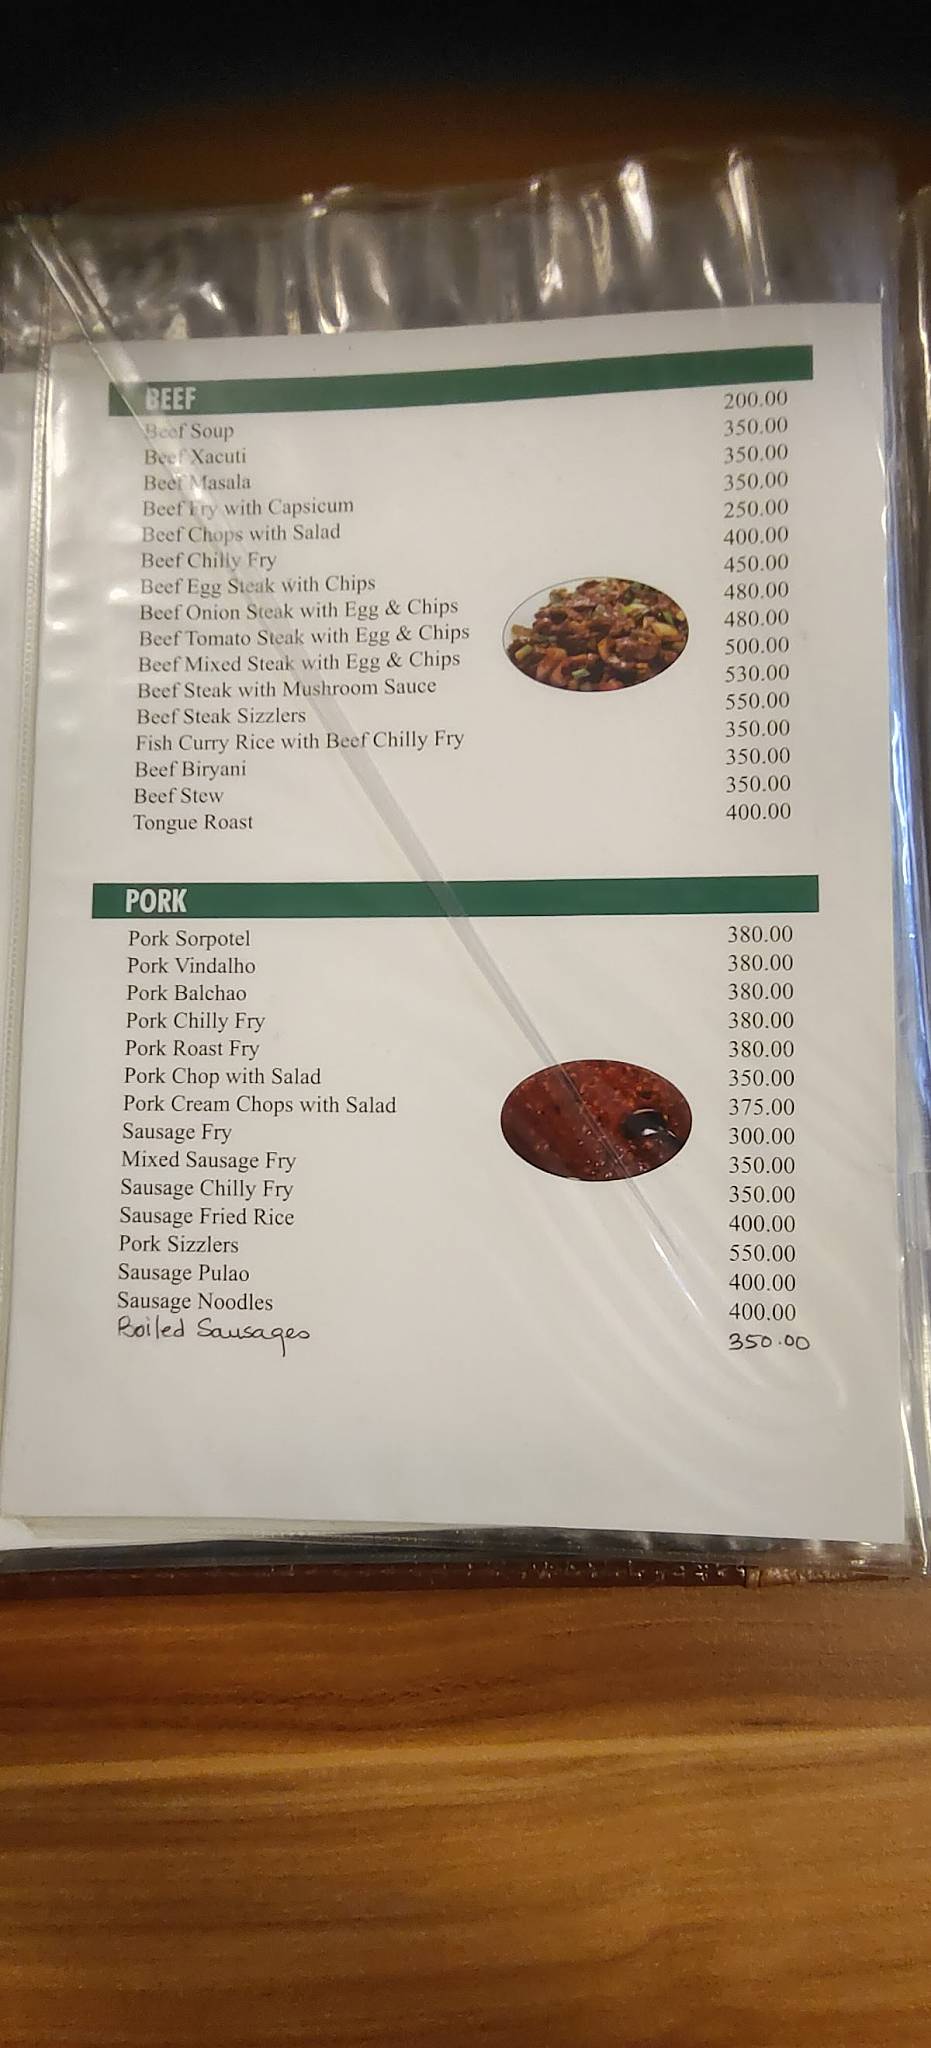 BEEF
Beef Soup 200.00
Beef Xacuti 350.00
Beef Masala 350.00
Beef Fry with Capsicum 350.00
Beef Chops with Salad 250.00
Beef Chilly Fry 400.00
Beef Egg Steak with Chips 450.00
Beef Onion Steak with Egg & Chips 480.00
Beef Tomato Steak with Egg & Chips 480.00
Beef Mixed Steak with Egg & Chips 500.00
Beef Steak with Mushroom Sauce 530.00
Beef Steak Sizzlers 550.00
Fish Curry Rice with Beef Chilly Fry 350.00
Beef Biryani 350.00
Beef Stew 350.00
Tongue Roast 400.00
PORK
Pork Sorpotel 380.00
Pork Vindalho 380.00
Pork Balchao 380.00
Pork Chilly Fry 380.00
Pork Roast Fry 380.00
Pork Chop with Salad 350.00
Pork Cream Chops with Salad 375.00
Sausage Fry 300.00
Mixed Sausage Fry 350.00
Sausage Chilly Fry 350.00
Sausage Fried Rice 400.00
Pork Sizzlers 550.00
Sausage Pulao 400.00
Sausage Noodles 400.00
Boiled Sausages 350.00